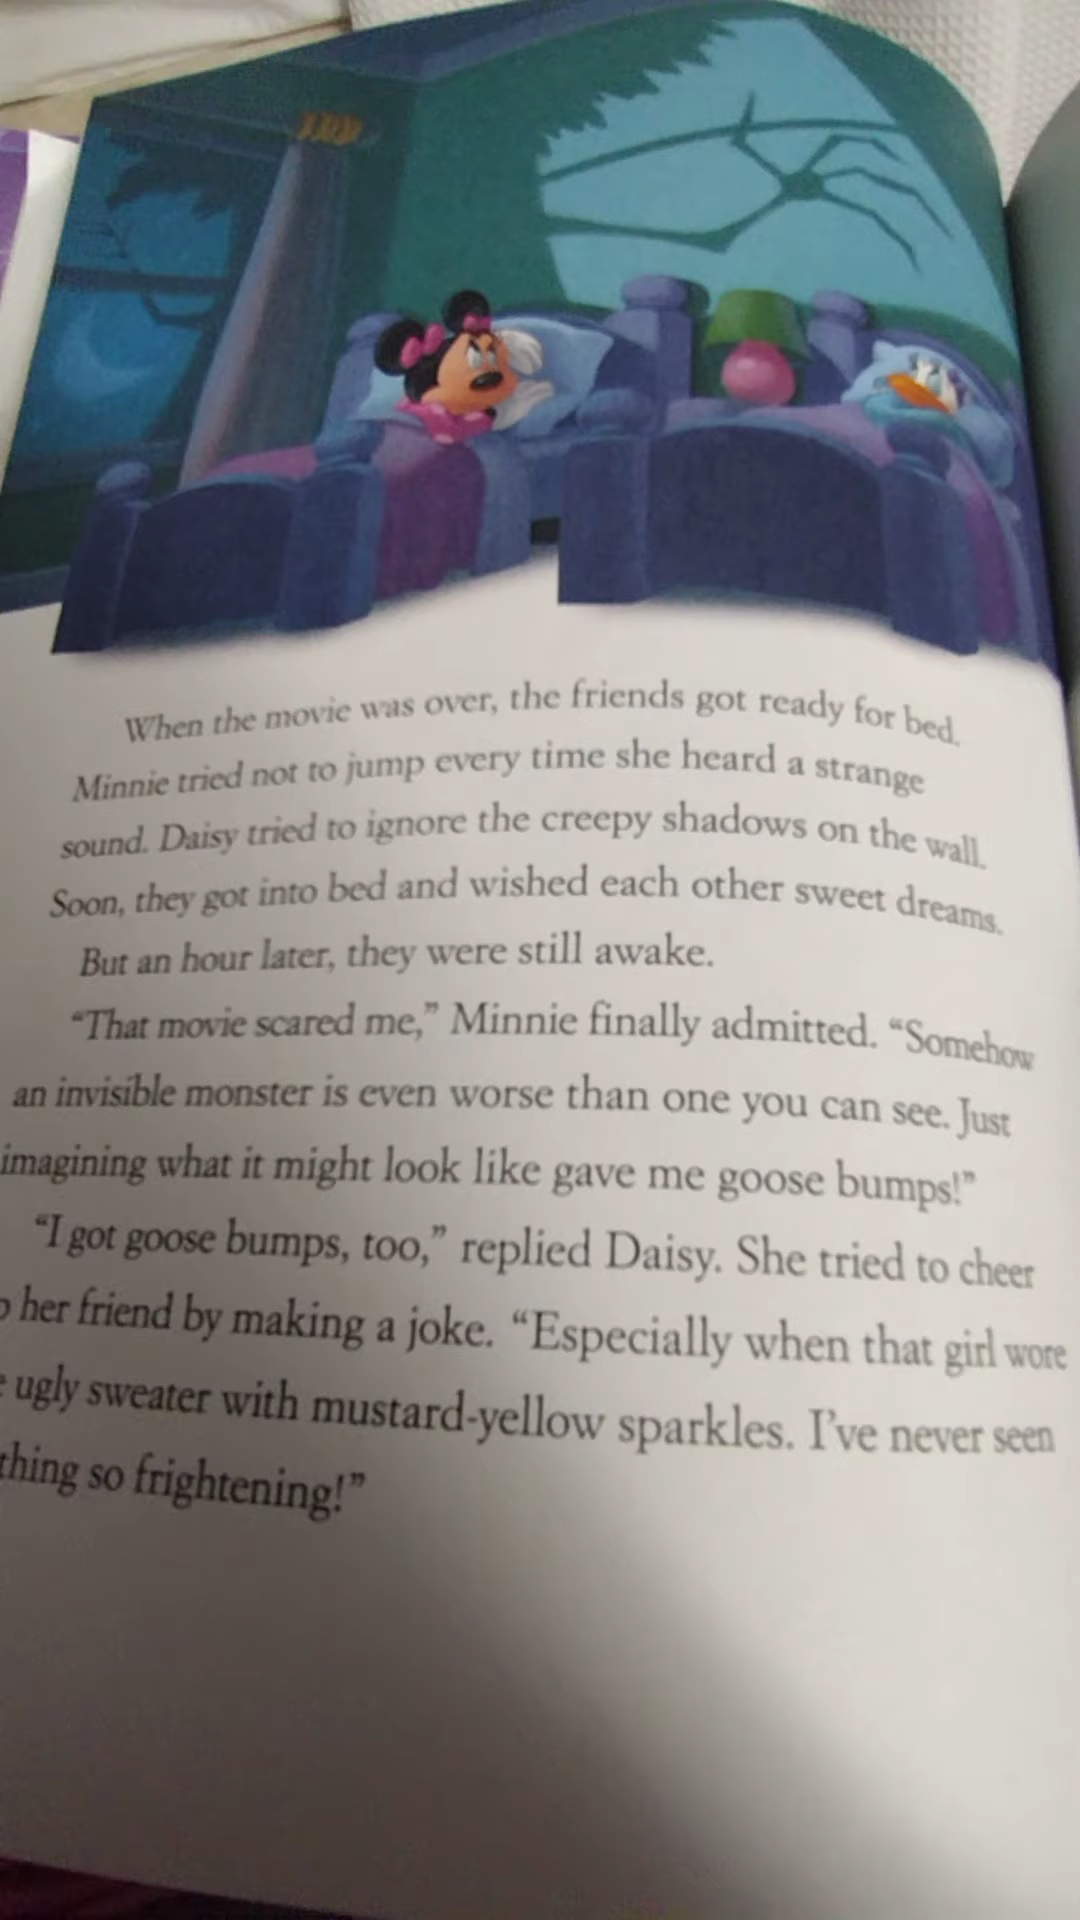 When the movie was over, the friends got ready for bed.
Minnie tried not to jump every time she heard a strange
sound. Daisy tried to ignore the creepy shadows on the wall.
Soon, they got into bed and wished each other sweet dreams.
But an hour later, they were still awake.
“That movie scared me,” Minnie finally admitted. “Somehow
an invisible monster is even worse than one you can see. Just
imagining what it might look like gave me goose bumps!”
“I got goose bumps, too,” replied Daisy. She tried to cheer
her friend by making a joke. “Especially when that girl wore
ugly sweater with mustard-yellow sparkles. I’ve never seen
thing so frightening!”